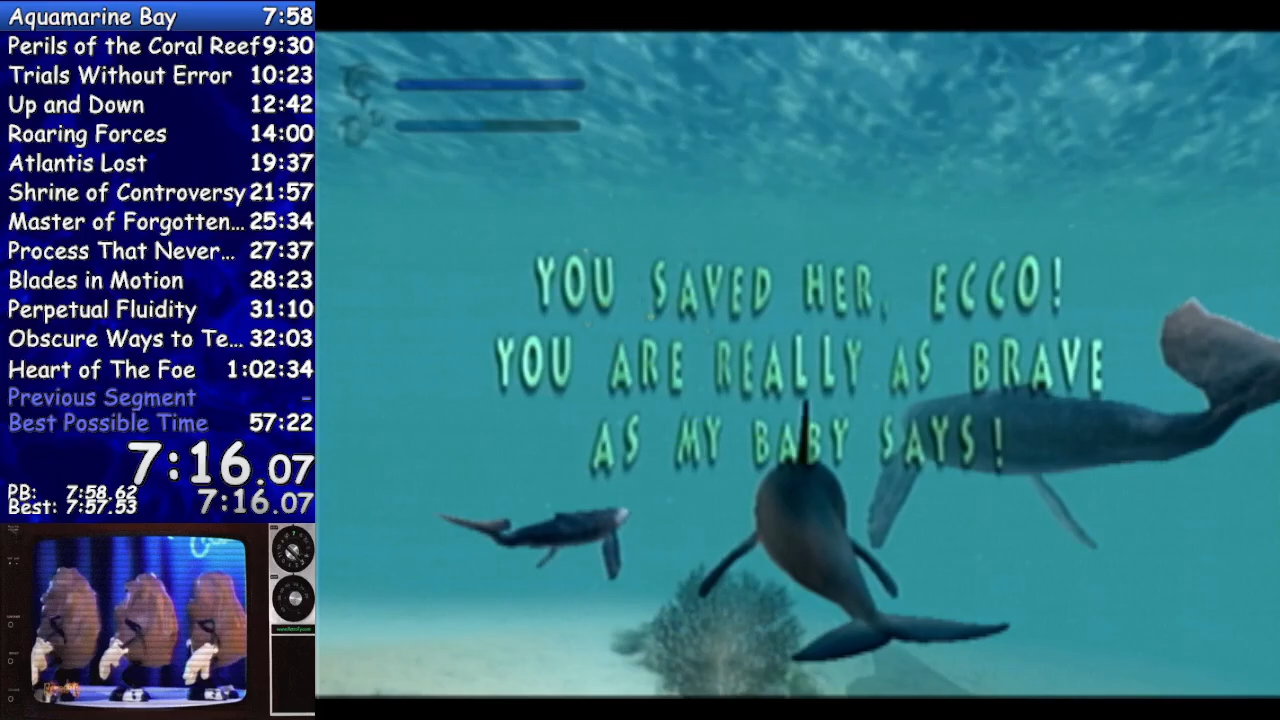 Aquamarine Bay 7:58
Perils of the Coral Reef 9:30
Trials Without Error 10:23
Up and Down 12:42
Roaring Forces 14:00
Atlantis Lost 19:37
Shrine of Controversy 21:57
Master of Forgotten... 25:34
Process That Never... 27:37
Blades in Motion 28:23
Perpetual Fluidity 31:10
Obscure Ways to Te... 32:03
Heart of The Foe 1:02:34
Previous Segment -
Best Possible Time 57:22
7:16.07
PB: 7:58.62
Best: 7:57.53
7:16.07
YOU SAVED HER, ECCO!
YOU ARE REALLY AS BRAVE
AS MY BABY SAYS!